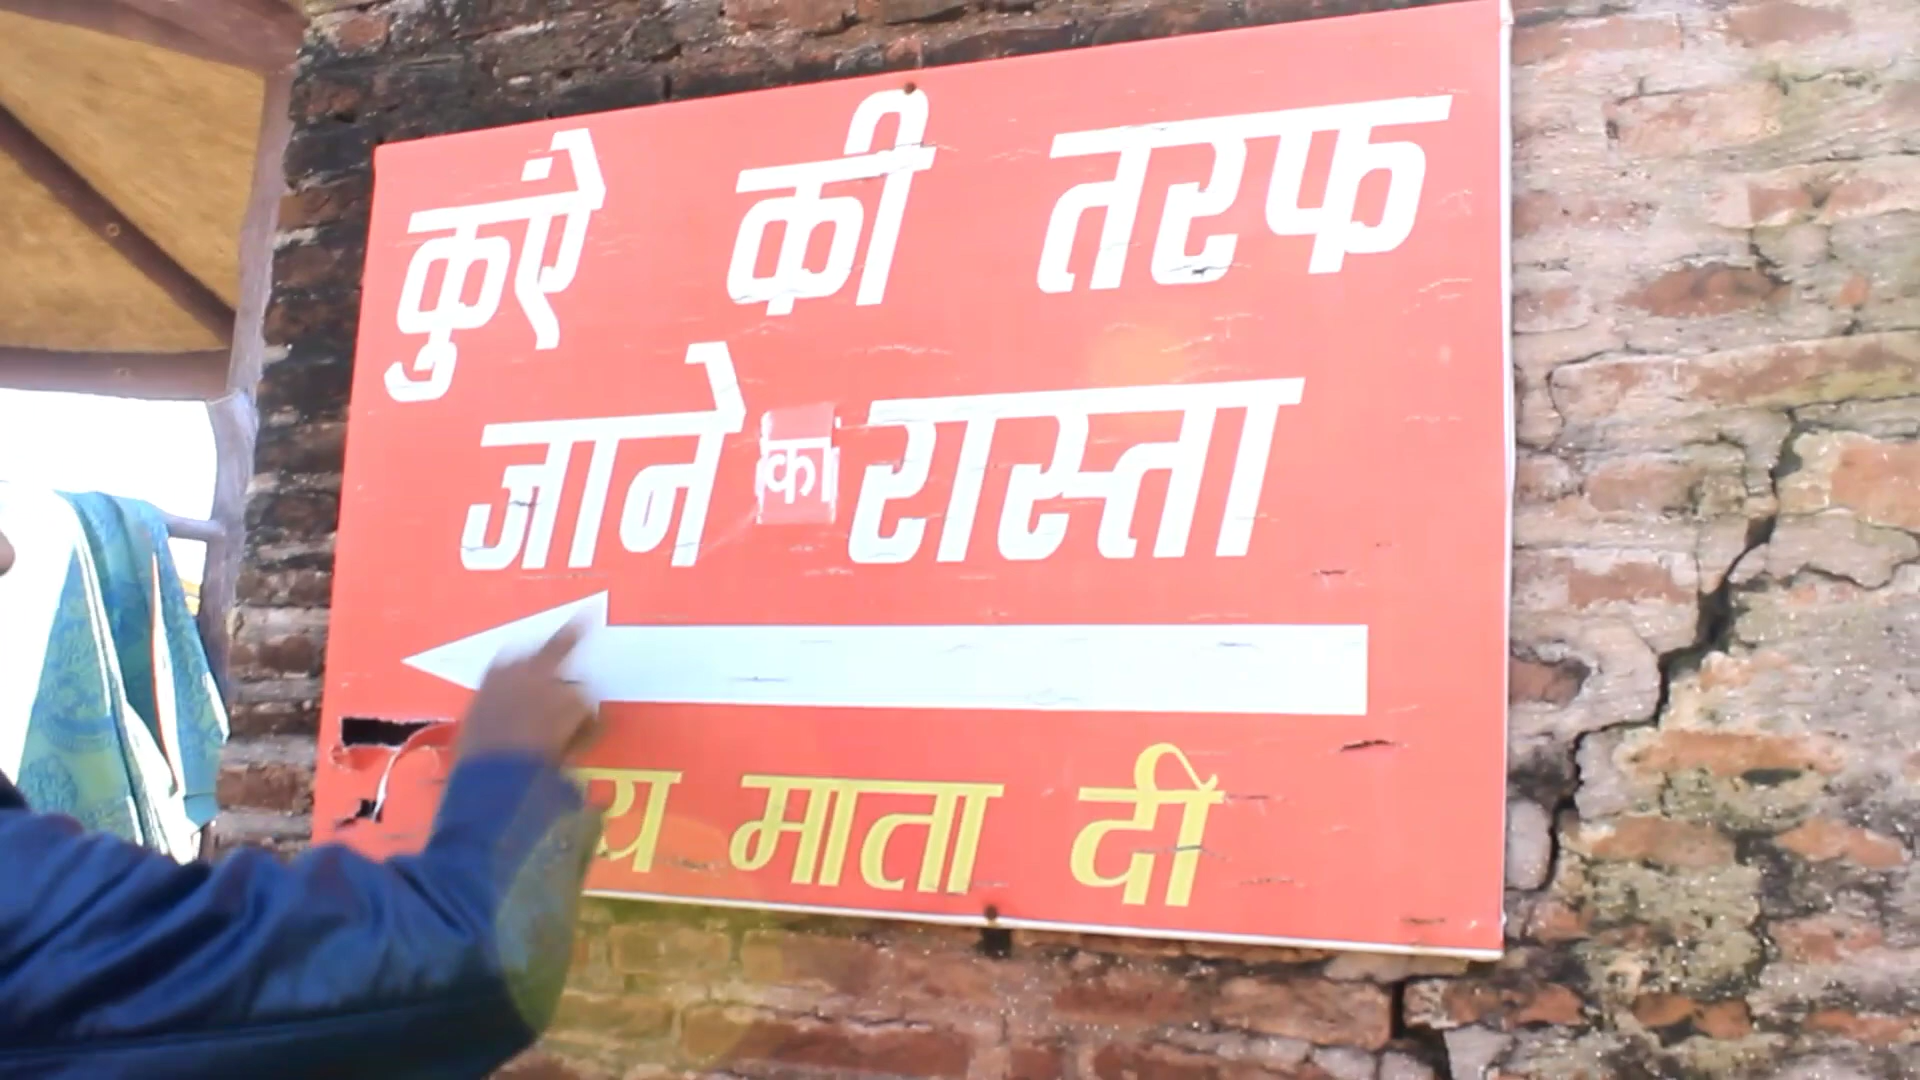 कुएं की तरफ
जाने का रास्ता
माता दी